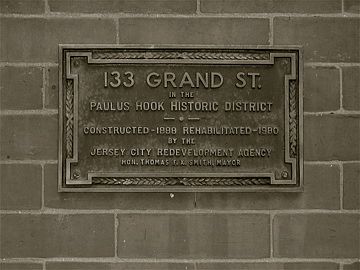 133 GRAND ST.
IN THE
PAULUS HOOK HISTORIC DISTRICT
CONSTRUCTED-1888 REHABILITATED-1980
BY THE
JERSEY CITY REDEVELOPMENT AGENCY
HON. THOMAS F.X. SMITH, MAYOR